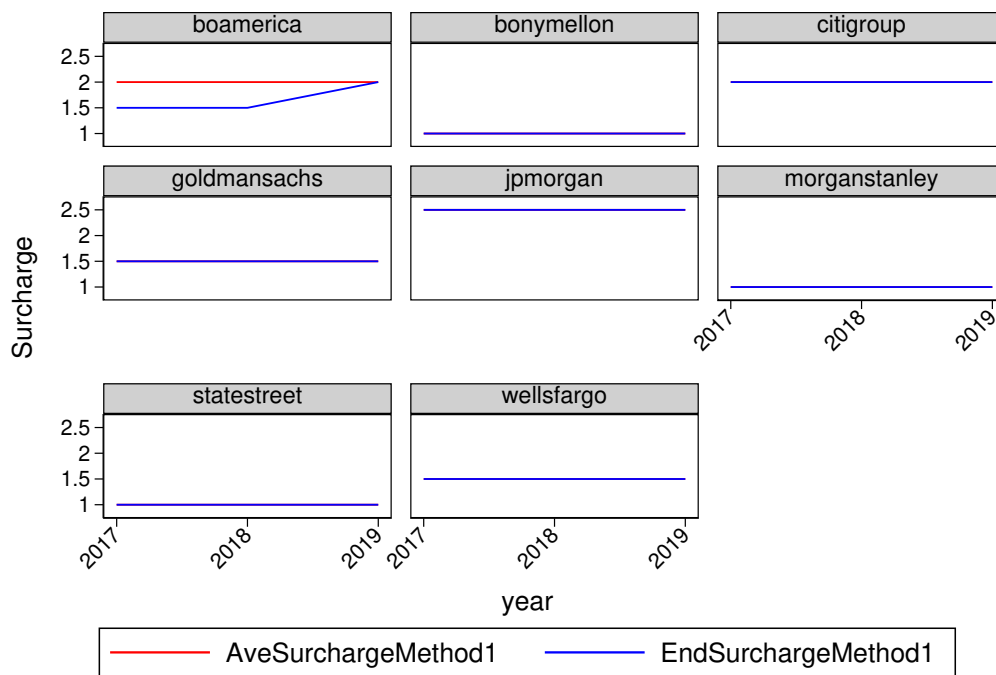 boamerica
bonymellon
citigroup
2.5
2
1.5
1
goldmansachs
jpmorgan
morganstanley
2.5
2
1.5
1
2017
2018
2019
Surcharge
statestreet
wellsfargo
2.5
2
1.5
1
2017
2018
2019
2017
2018
2019
year
AveSurchargeMethod1
EndSurchargeMethod1